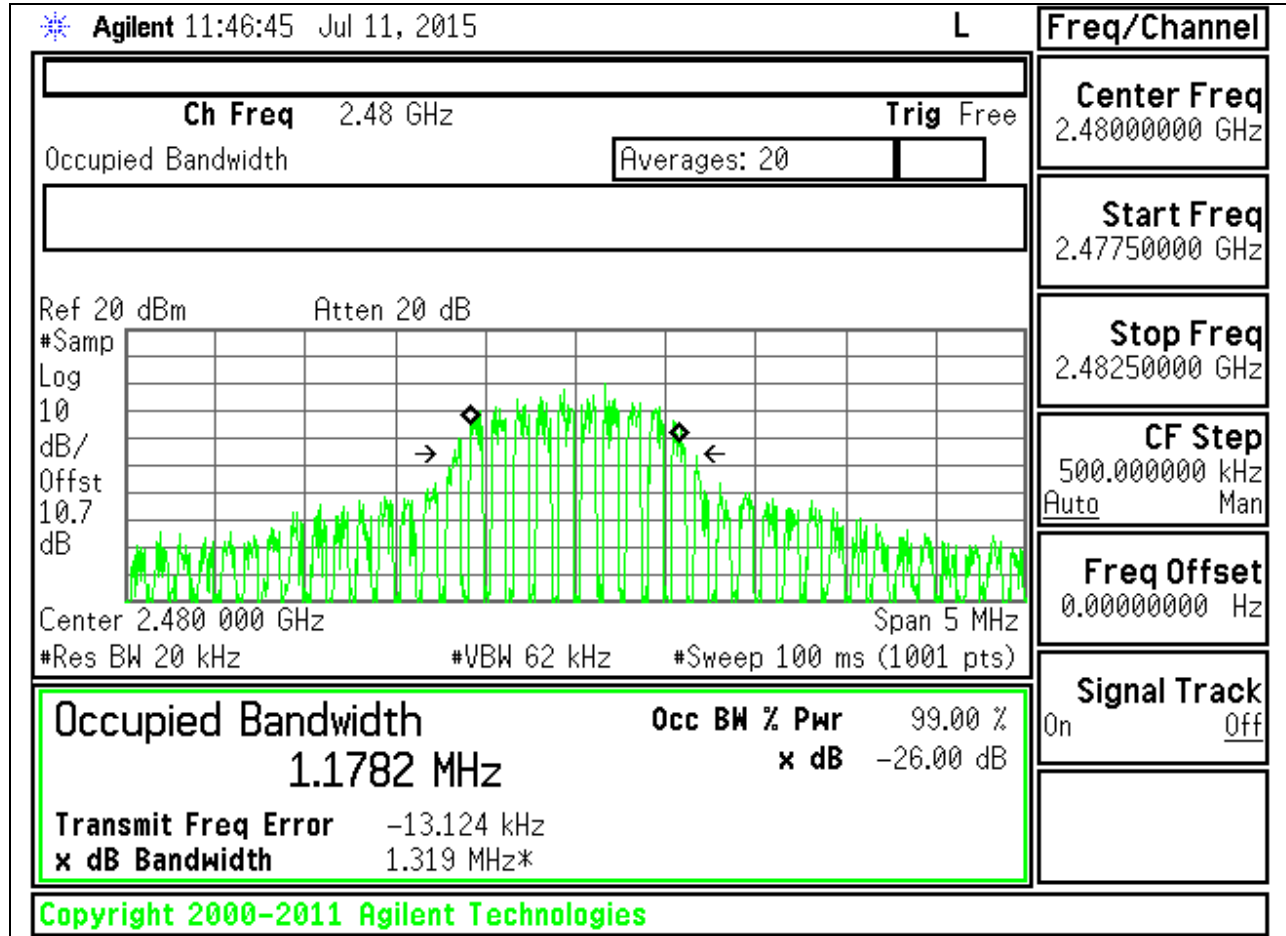 Agilent 11:46:45 Jul 11, 2015 L
Freq/Channel
Ch Freq 2.48 GHz Trig Free
Occupied Bandwidth Averages: 20
Ref 20 dBm Atten 20 dB
#Samp
Log
10
dB/
Offst
10.7
dB
Center 2.480 000 GHz Span 5 MHz
#Res BW 20 kHz #VBW 62 kHz #Sweep 100 ms (1001 pts)
Occupied Bandwidth Occ BW % Pwr 99.00 %
1.1782 MHz x dB -26.00 dB
Transmit Freq Error -13.124 kHz
x dB Bandwidth 1.319 MHz*
Center Freq
2.48000000 GHz
Start Freq
2.47750000 GHz
Stop Freq
2.48250000 GHz
CF Step
500.000000 kHz
Auto Man
Freq Offset
0.00000000 Hz
Signal Track
On Off
Copyright 2000-2011 Agilent Technologies